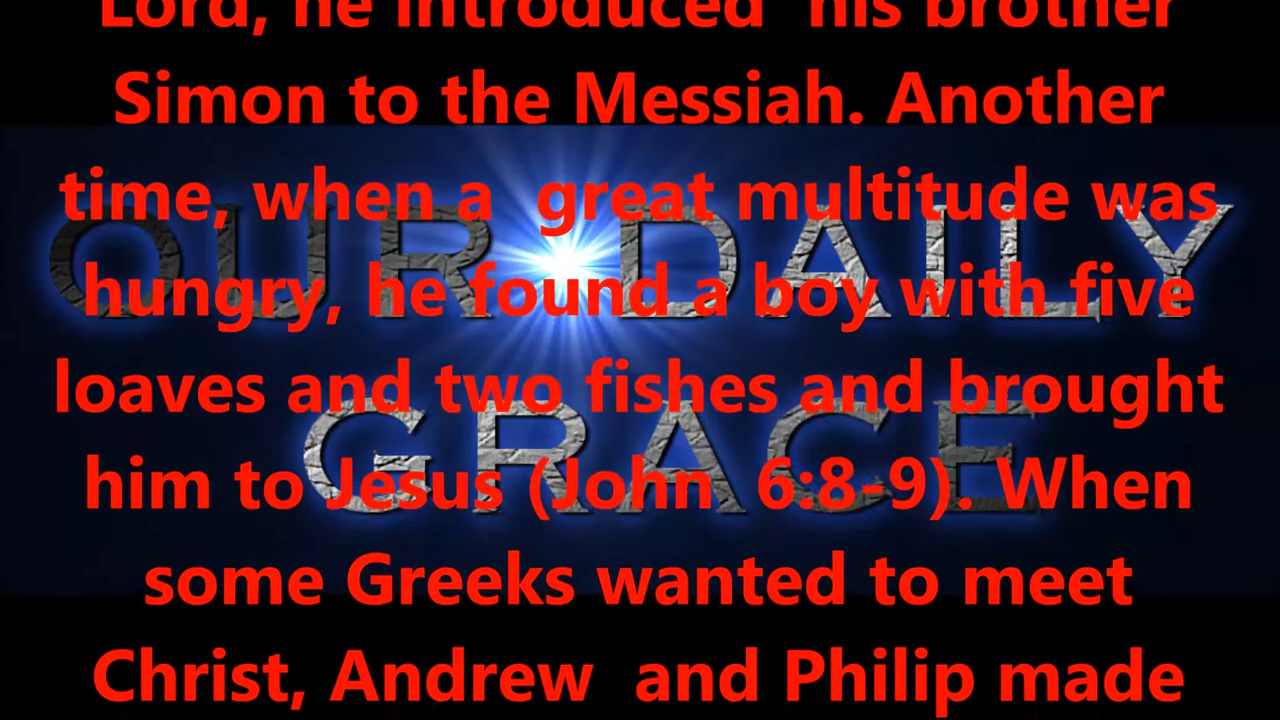 Lord, he introduced his brother
Simon to the Messiah. Another
time, when a great multitude was
hungry, he found a boy with five
loaves and two fishes and brought
him to Jesus (John 6:8-9). When
some Greeks wanted to meet
Christ, Andrew and Philip made
OUR DAILY
GRACE